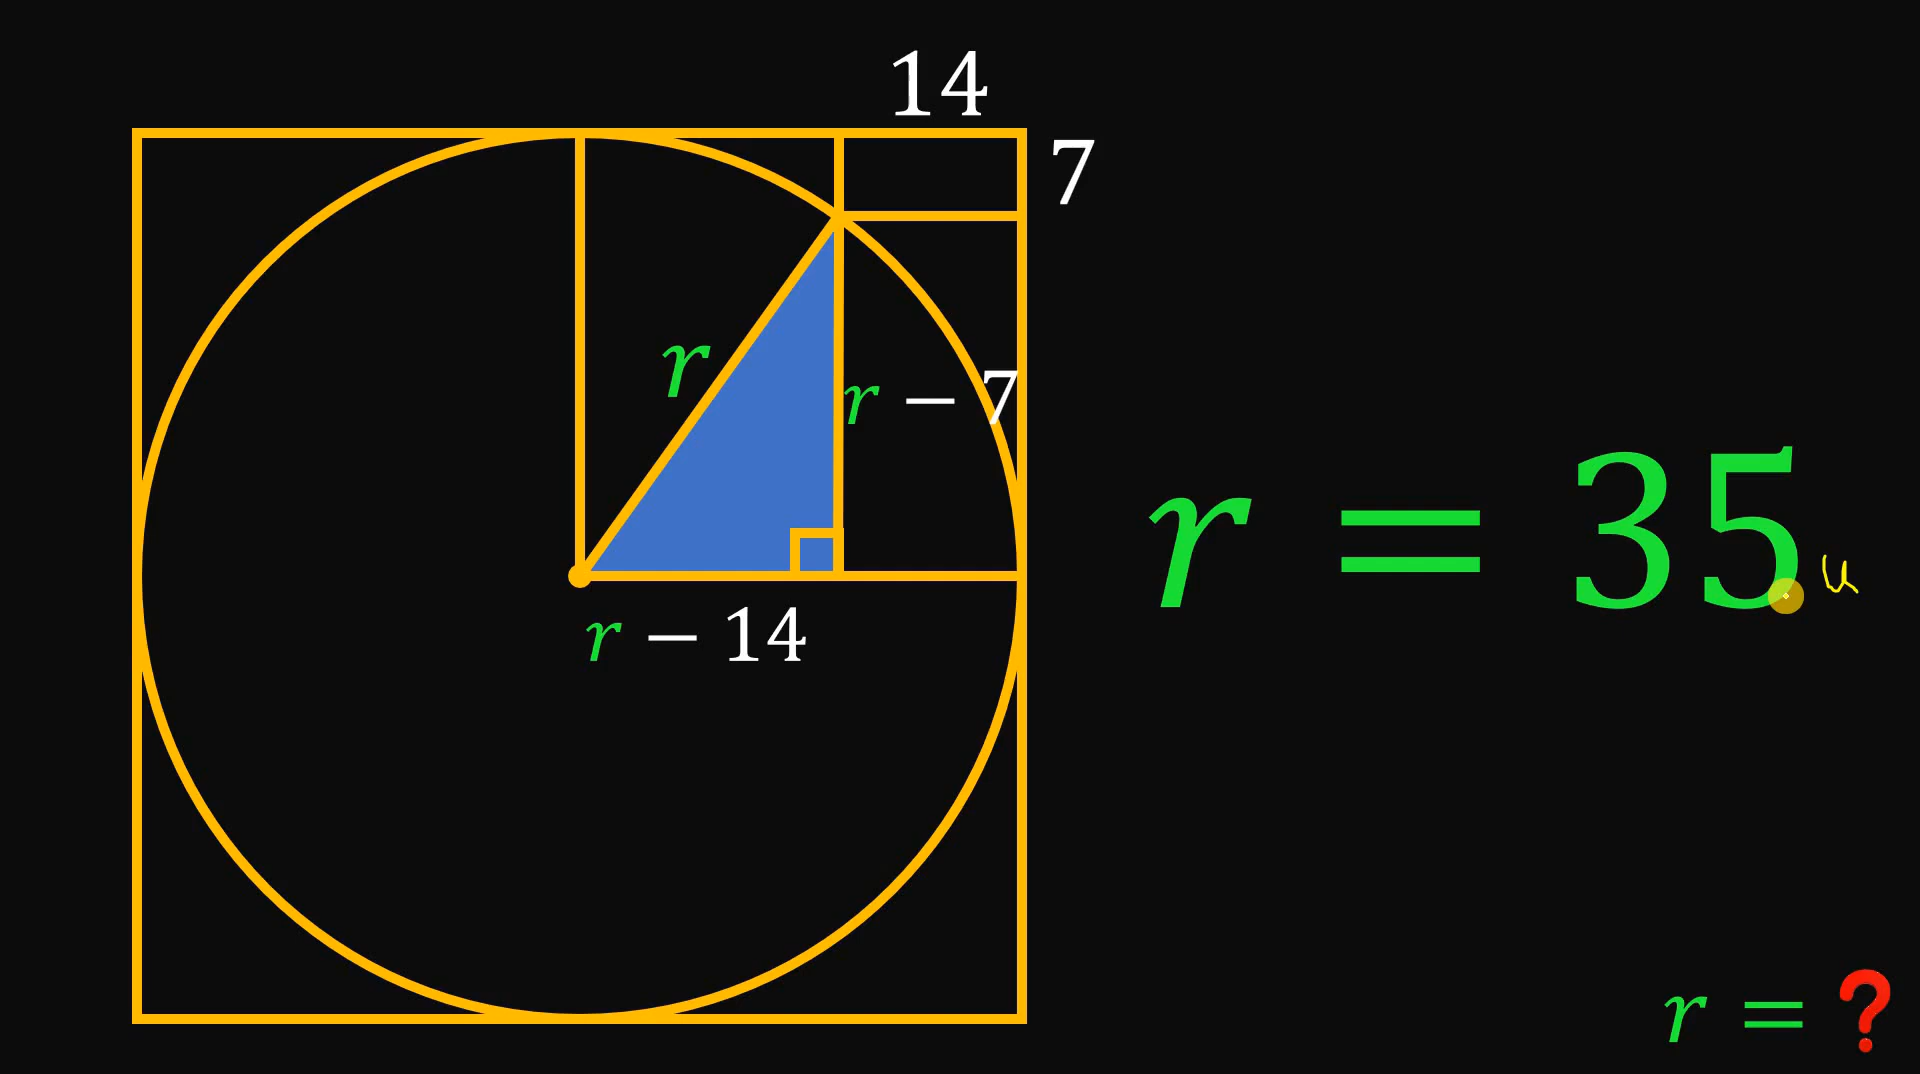 14
7
r
r − 7
r = 35 u
r − 14
r = ?